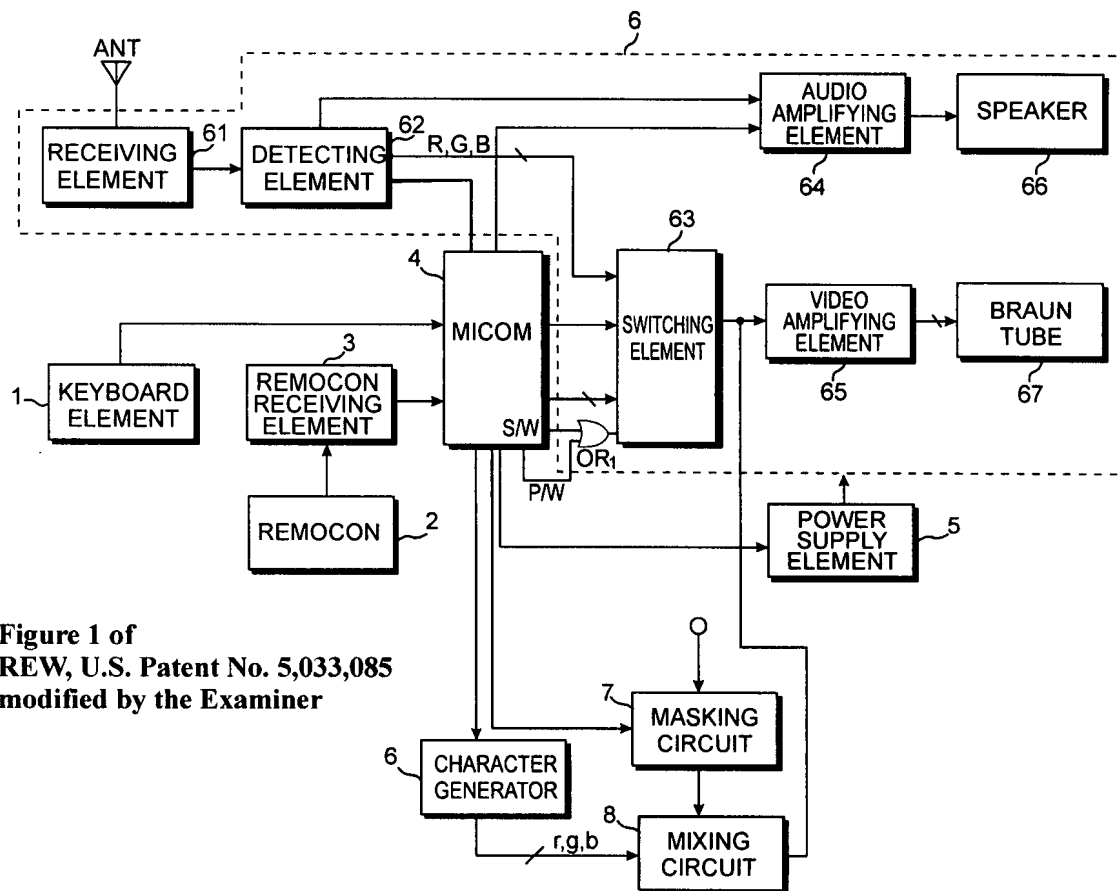 ANT
6
RECEIVING
ELEMENT
61
DETECTING
ELEMENT
62
R,G,B
AUDIO
AMPLIFYING
ELEMENT
64
SPEAKER
66
4
MICOM
63
SWITCHING
ELEMENT
VIDEO
AMPLIFYING
ELEMENT
65
BRAUN
TUBE
67
1
KEYBOARD
ELEMENT
3
REMOCON
RECEIVING
ELEMENT
S/W
OR1
P/W
REMOCON
2
POWER
SUPPLY
ELEMENT
5
Figure 1 of
REW, U.S. Patent No. 5,033,085
modified by the Examiner
7
MASKING
CIRCUIT
6
CHARACTER
GENERATOR
r,g,b
8
MIXING
CIRCUIT